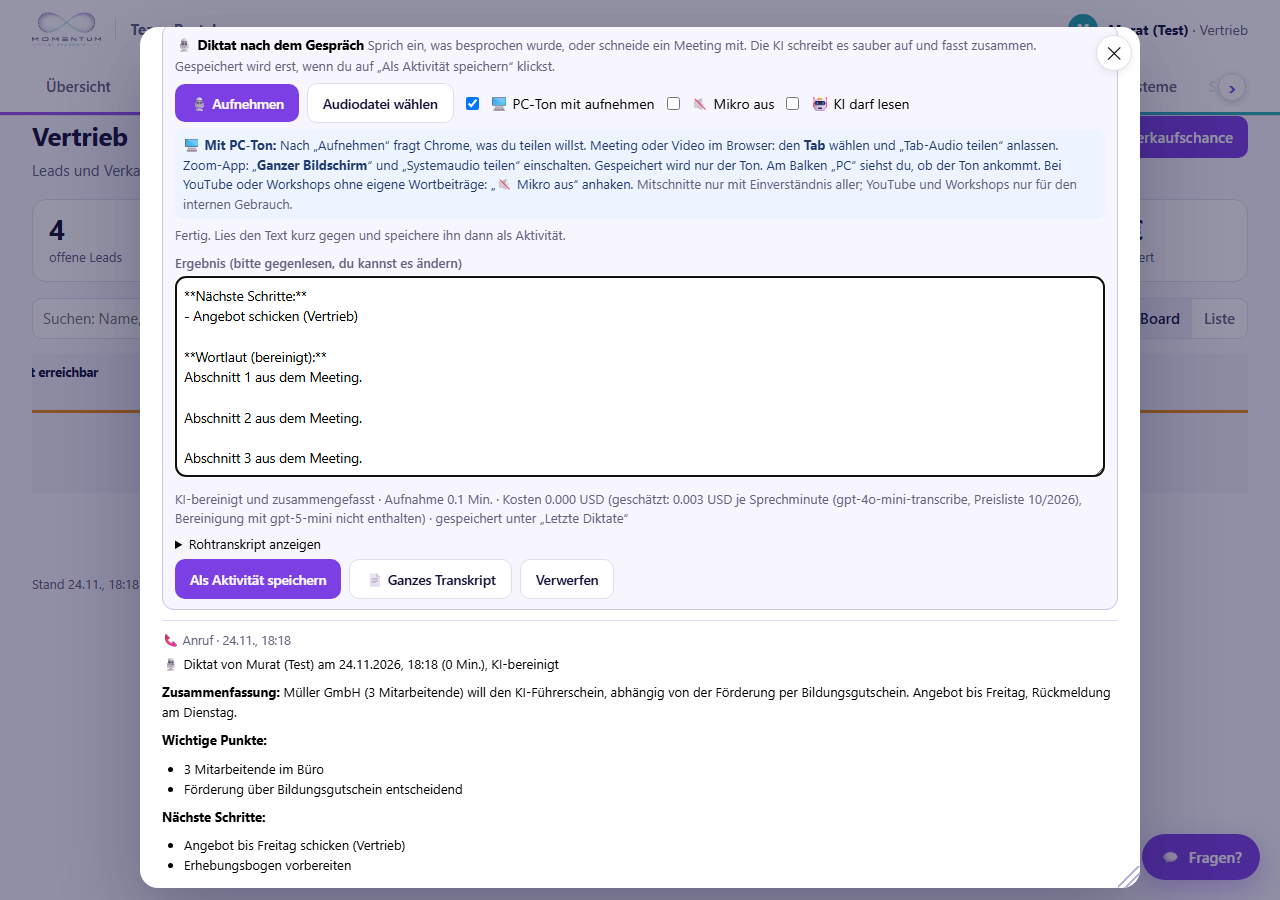 MOMENTUM
(Test) · Vertrieb
Übersicht
steme
Vertrieb
erkaufschance
Leads und Verka
4
offene Leads
ert
Suchen: Name,
Board
Liste
t erreichbar
Stand 24.11., 18:18
Diktat nach dem Gespräch Sprich ein, was besprochen wurde, oder schneide ein Meeting mit. Die KI schreibt es sauber auf und fasst zusammen.
Gespeichert wird erst, wenn du auf „Als Aktivität speichern“ klickst.
Aufnehmen
Audiodatei wählen
PC-Ton mit aufnehmen
Mikro aus
KI darf lesen
Mit PC-Ton: Nach „Aufnehmen“ fragt Chrome, was du teilen willst. Meeting oder Video im Browser: den Tab wählen und „Tab-Audio teilen“ anlassen.
Zoom-App: „Ganzer Bildschirm“ und „Systemaudio teilen“ einschalten. Gespeichert wird nur der Ton. Am Balken „PC“ siehst du, ob der Ton ankommt. Bei
YouTube oder Workshops ohne eigene Wortbeiträge: „ Mikro aus“ anhaken. Mitschnitte nur mit Einverständnis aller; YouTube und Workshops nur für den
internen Gebrauch.
Fertig. Lies den Text kurz gegen und speichere ihn dann als Aktivität.
Ergebnis (bitte gegenlesen, du kannst es ändern)
**Nächste Schritte:**
- Angebot schicken (Vertrieb)
**Wortlaut (bereinigt):**
Abschnitt 1 aus dem Meeting.
Abschnitt 2 aus dem Meeting.
Abschnitt 3 aus dem Meeting.
KI-bereinigt und zusammengefasst · Aufnahme 0.1 Min. · Kosten 0.000 USD (geschätzt: 0.003 USD je Sprechminute (gpt-4o-mini-transcribe, Preisliste 10/2026),
Bereinigung mit gpt-5-mini nicht enthalten) · gespeichert unter „Letzte Diktate“
Rohtranskript anzeigen
Als Aktivität speichern
Ganzes Transkript
Verwerfen
Anruf · 24.11., 18:18
Diktat von Murat (Test) am 24.11.2026, 18:18 (0 Min.), KI-bereinigt
Zusammenfassung: Müller GmbH (3 Mitarbeitende) will den KI-Führerschein, abhängig von der Förderung per Bildungsgutschein. Angebot bis Freitag, Rückmeldung
am Dienstag.
Wichtige Punkte:
3 Mitarbeitende im Büro
Förderung über Bildungsgutschein entscheidend
Nächste Schritte:
Angebot bis Freitag schicken (Vertrieb)
Erhebungsbogen vorbereiten
Fragen?